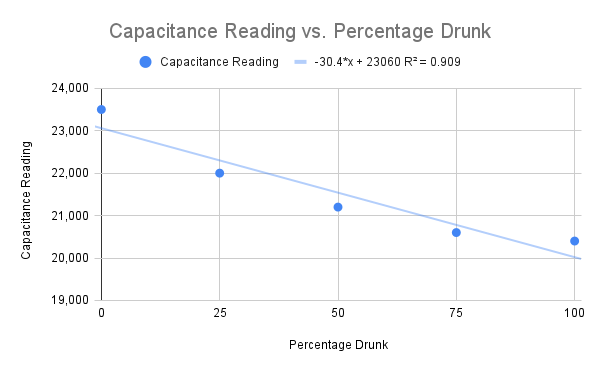 Capacitance Reading vs. Percentage Drunk
Capacitance Reading -30.4*x + 23060 R² = 0.909
24,000
23,000
22,000
21,000
20,000
19,000
Capacitance Reading
0 25 50 75 100
Percentage Drunk